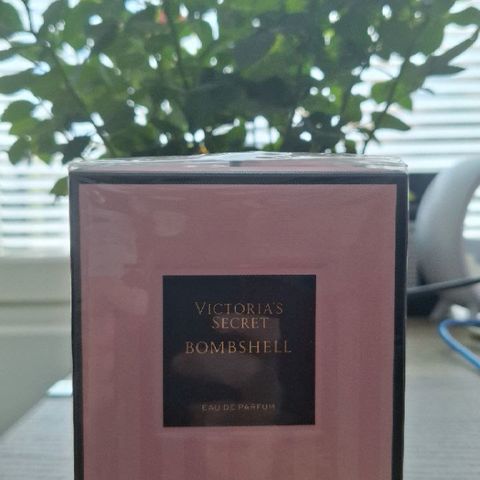 VICTORIA'S
SECRET
BOMBSHELL
EAU DE PARFUM